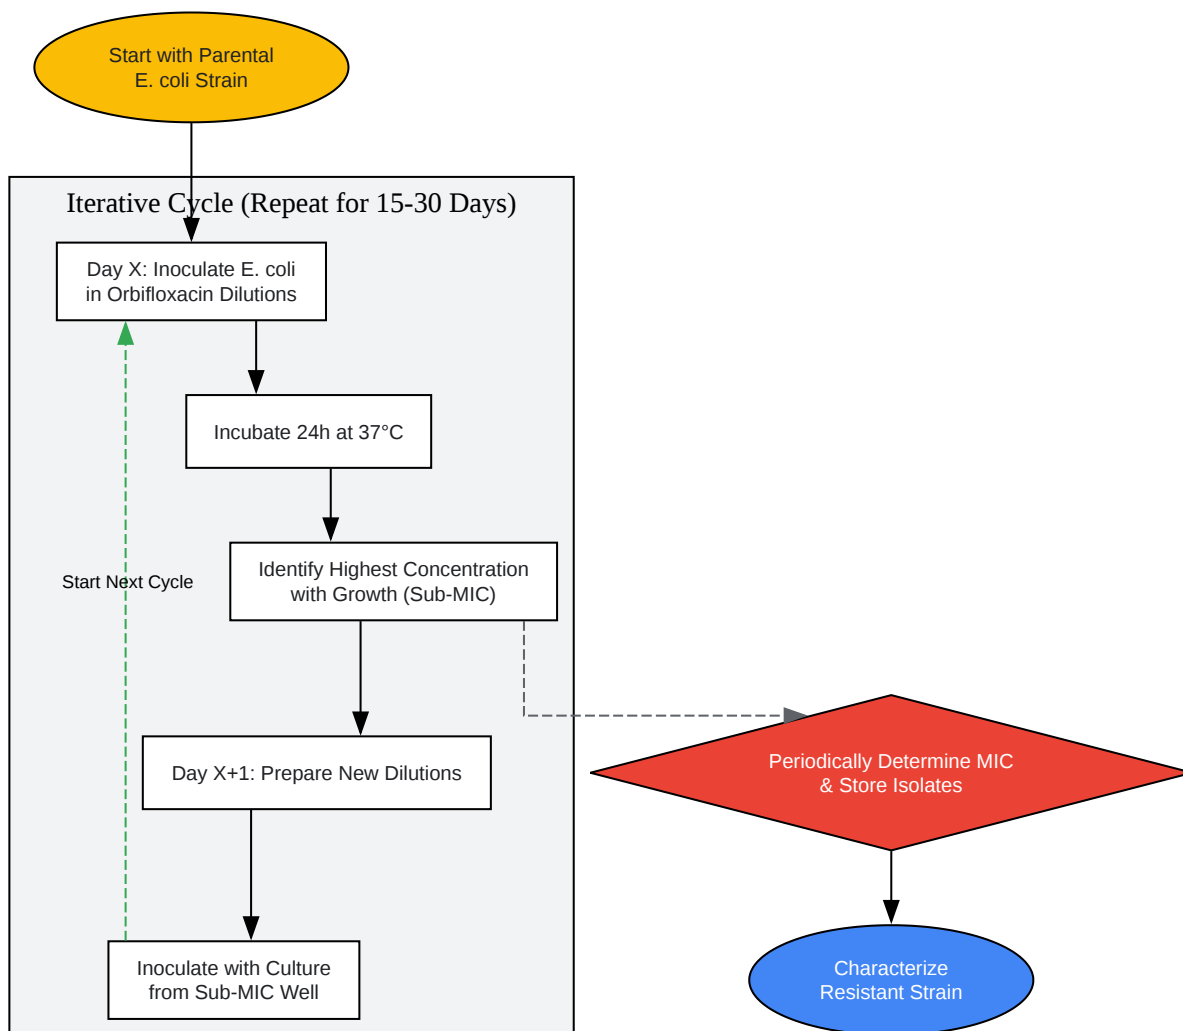 Start with Parental
E. coli Strain
Iterative Cycle (Repeat for 15-30 Days)
Day X: Inoculate E. coli
in Orbifloxacin Dilutions
Incubate 24h at 37°C
Identify Highest Concentration
with Growth (Sub-MIC)
Start Next Cycle
Day X+1: Prepare New Dilutions
Periodically Determine MIC
& Store Isolates
Inoculate with Culture
from Sub-MIC Well
Characterize
Resistant Strain